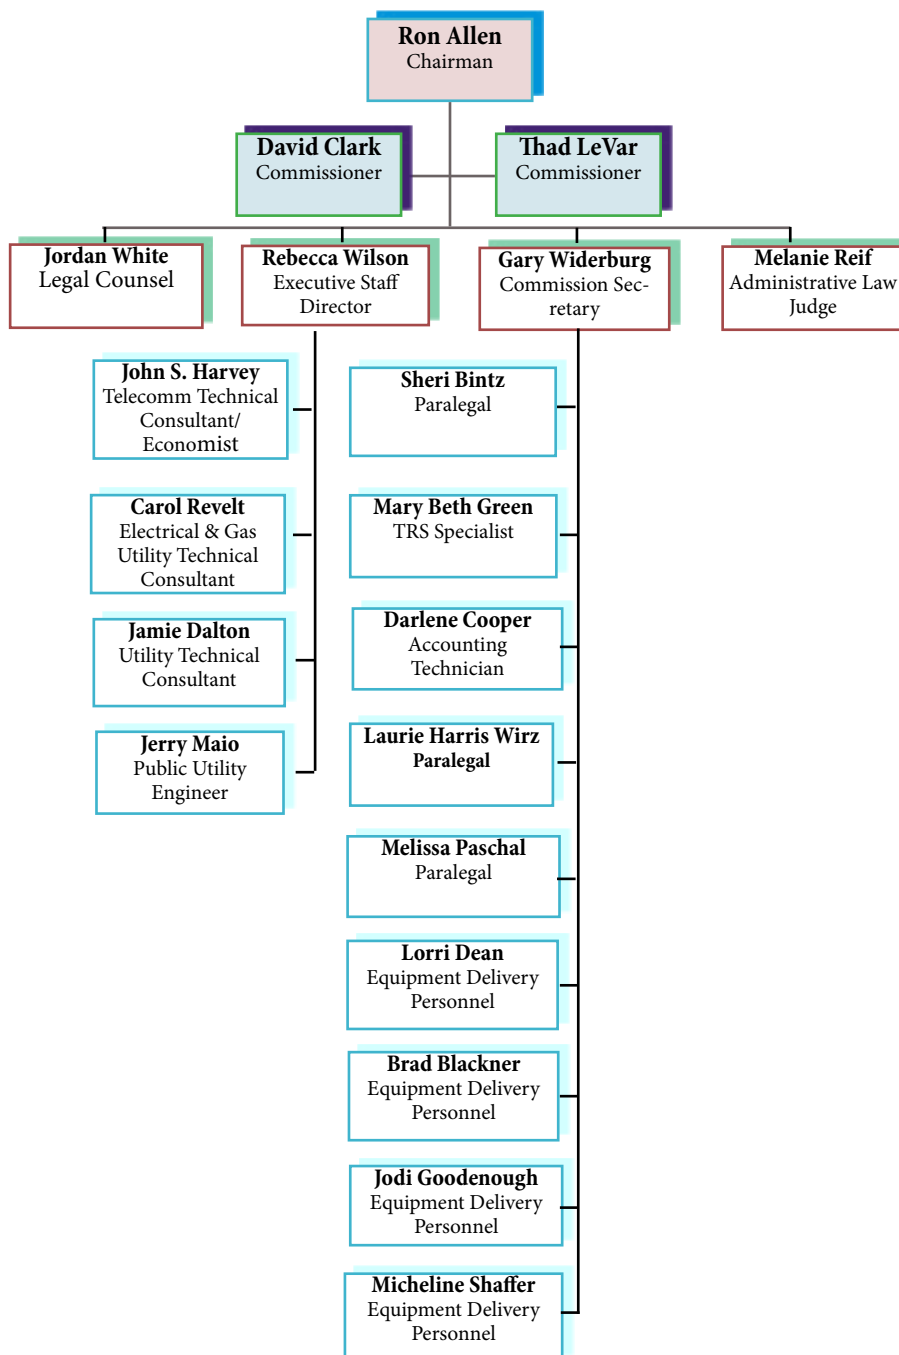 Ron Allen
Chairman
David Clark
Commissioner
Thad LeVar
Commissioner
Jordan White
Legal Counsel
Rebecca Wilson
Executive Staff
Director
Gary Widerburg
Commission Sec-
retary
Melanie Reif
Administrative Law
Judge
John S. Harvey
Telecomm Technical
Consultant/
Economist
Carol Revelt
Electrical & Gas
Utility Technical
Consultant
Jamie Dalton
Utility Technical
Consultant
Jerry Maio
Public Utility
Engineer
Sheri Bintz
Paralegal
Mary Beth Green
TRS Specialist
Darlene Cooper
Accounting
Technician
Laurie Harris Wirz
Paralegal
Melissa Paschal
Paralegal
Lorri Dean
Equipment Delivery
Personnel
Brad Blackner
Equipment Delivery
Personnel
Jodi Goodenough
Equipment Delivery
Personnel
Micheline Shaffer
Equipment Delivery
Personnel